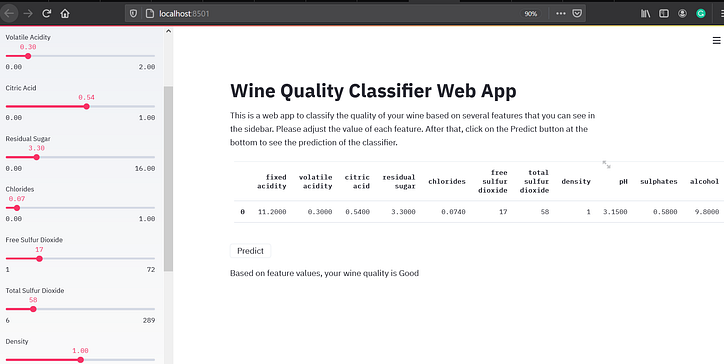 localhost:8501
90%
Volatile Acidity
0.30
0.00 2.00
Citric Acid
0.54
0.00 1.00
Residual Sugar
3.30
0.00 16.00
Chlorides
0.07
0.00 1.00
Free Sulfur Dioxide
17
1 72
Total Sulfur Dioxide
58
6 289
Density
1.00
Wine Quality Classifier Web App
This is a web app to classify the quality of your wine based on several features that you can see in
the sidebar. Please adjust the value of each feature. After that, click on the Predict button at the
bottom to see the prediction of the classifier.
fixed acidity volatile acidity citric acid residual sugar chlorides free sulfur dioxide total sulfur dioxide density pH sulphates alcohol
0 11.2000 0.3000 0.5400 3.3000 0.0740 17 58 1 3.1500 0.5800 9.8000
Predict
Based on feature values, your wine quality is Good